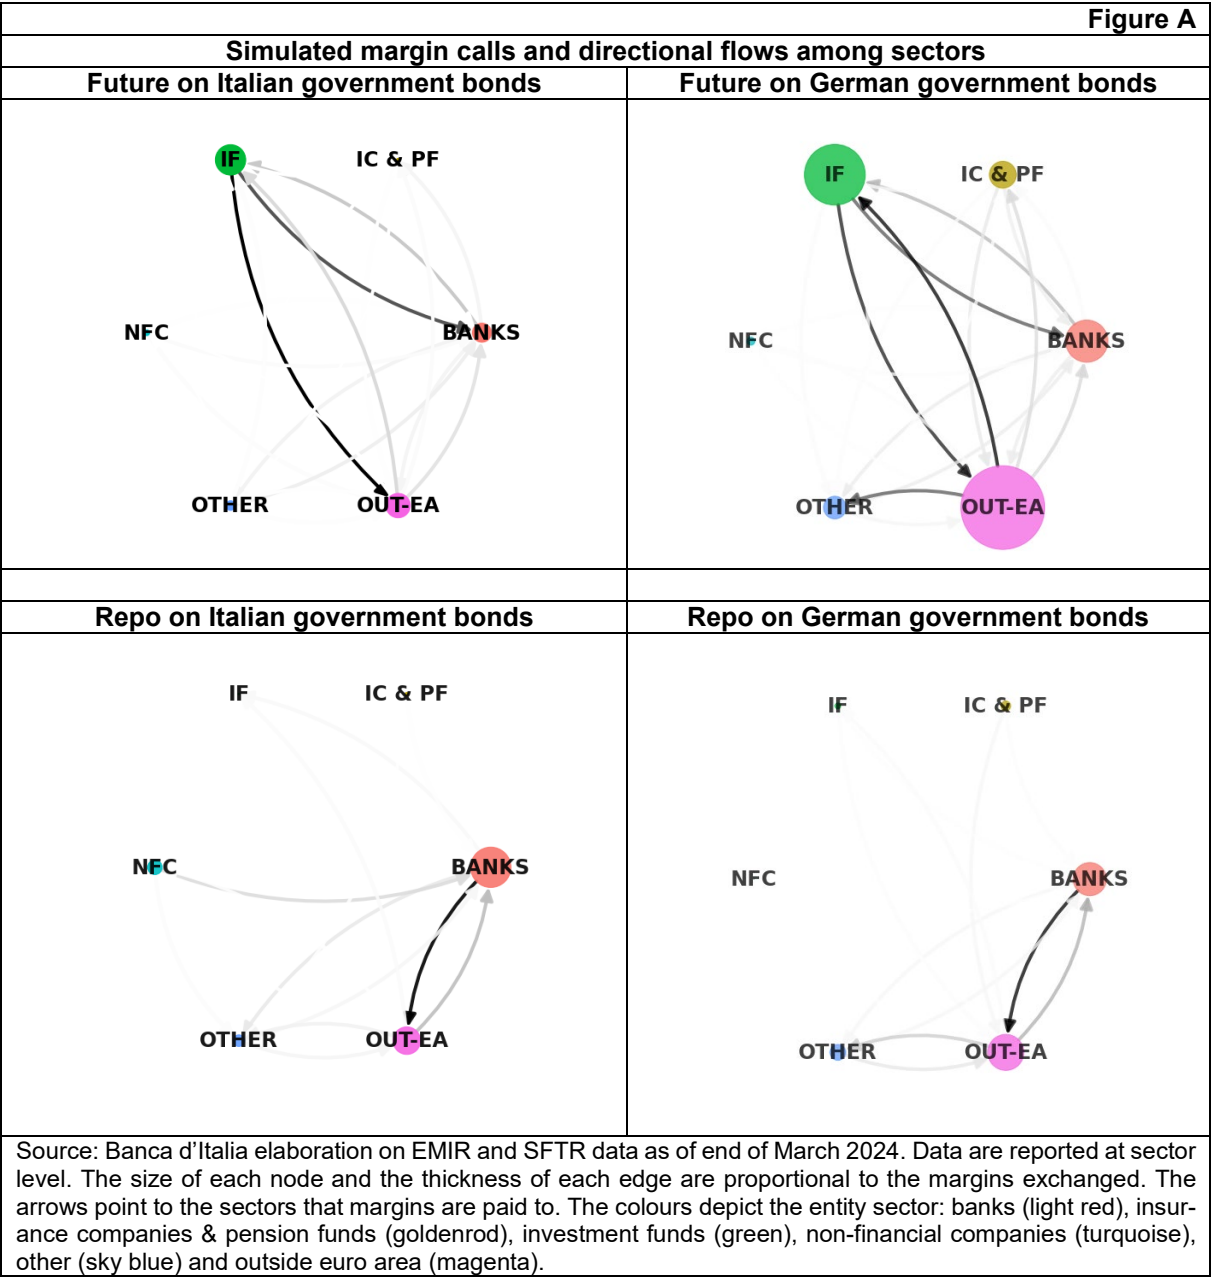 Figure A
Simulated margin calls and directional flows among sectors
Future on Italian government bonds
Future on German government bonds
IF
IC & PF
NFC
BANKS
OTHER
OUT-EA
IF
IC & PF
NFC
BANKS
OTHER
OUT-EA
Repo on Italian government bonds
Repo on German government bonds
IF
IC & PF
NFC
BANKS
OTHER
OUT-EA
IF
IC & PF
NFC
BANKS
OTHER
OUT-EA
Source: Banca d'Italia elaboration on EMIR and SFTR data as of end of March 2024. Data are reported at sector
level. The size of each node and the thickness of each edge are proportional to the margins exchanged. The
arrows point to the sectors that margins are paid to. The colours depict the entity sector: banks (light red), insur-
ance companies & pension funds (goldenrod), investment funds (green), non-financial companies (turquoise),
other (sky blue) and outside euro area (magenta).